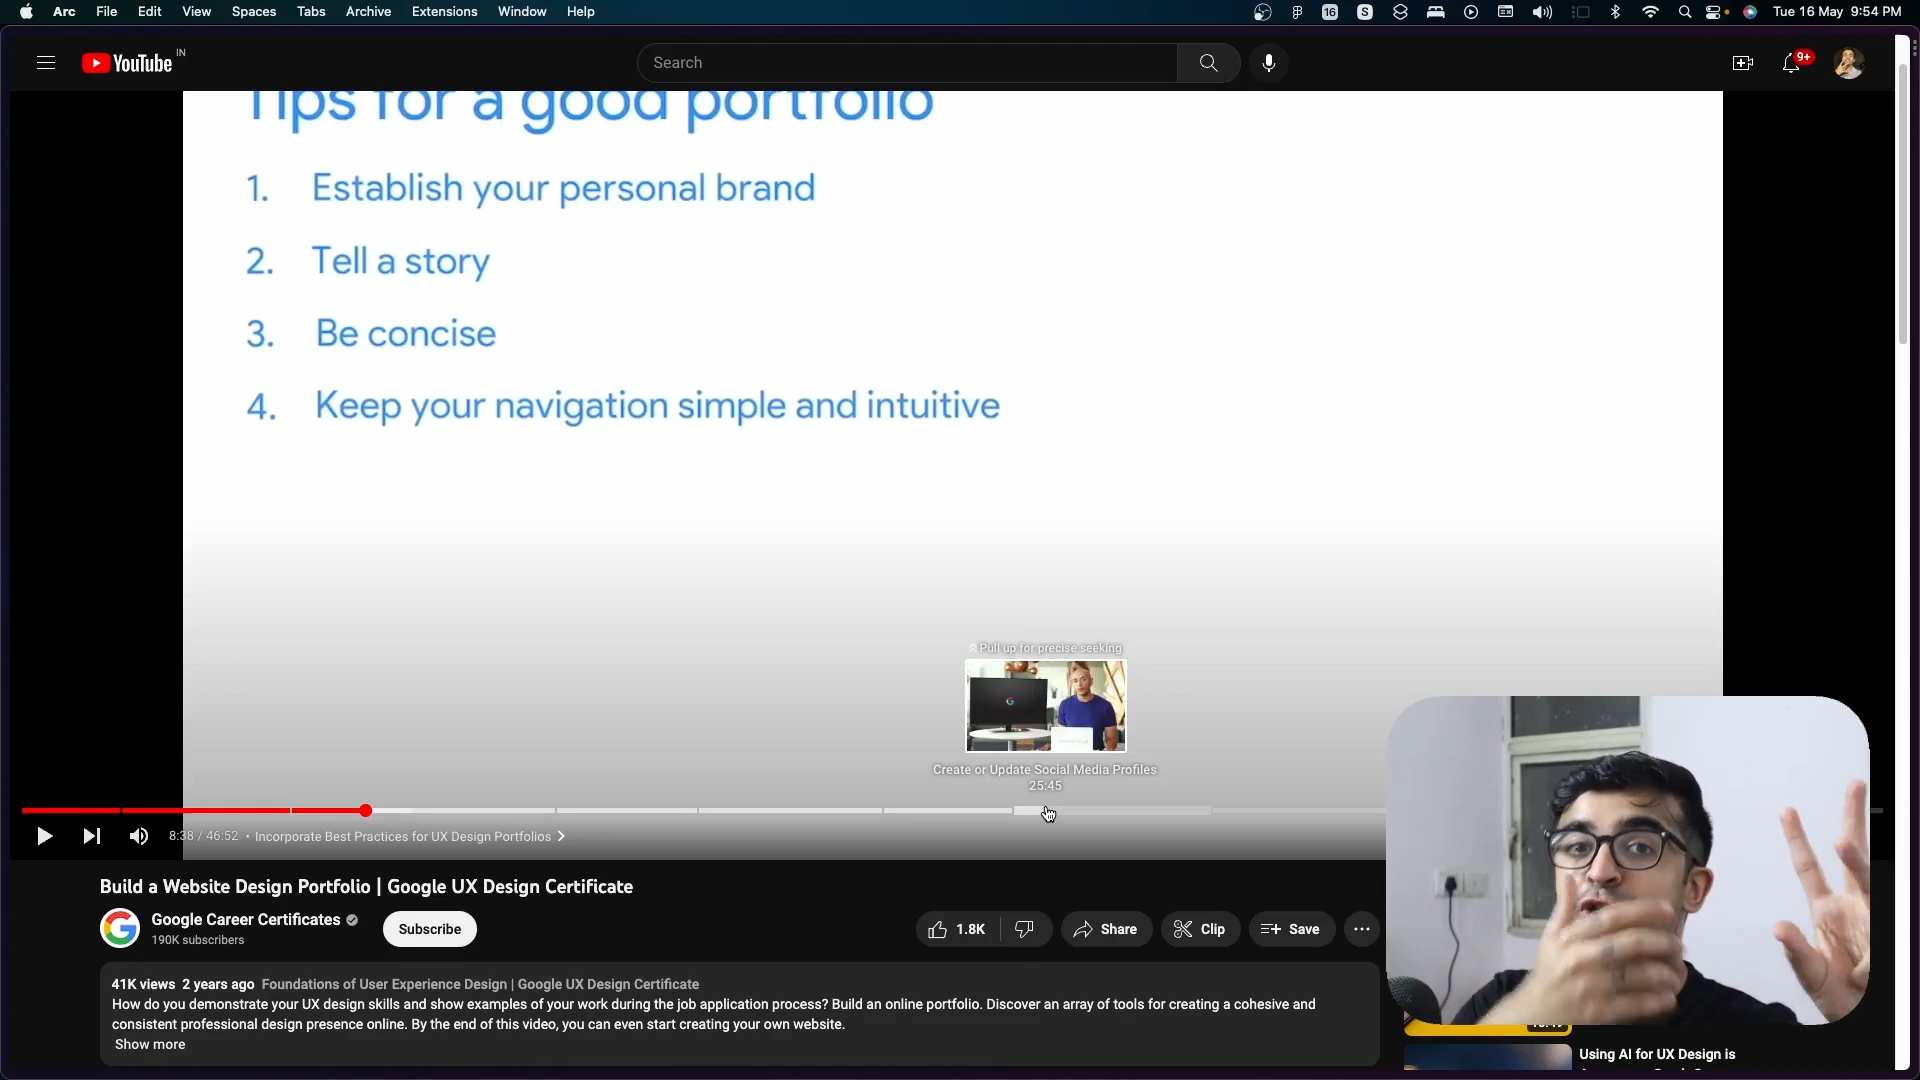 Arc File Edit View Spaces Tabs Archive Extensions Window Help 16 S Tue 16 May 9:54 PM
YouTube IN
Search
9+
Tips for a good portfolio
1. Establish your personal brand
2. Tell a story
3. Be concise
4. Keep your navigation simple and intuitive
Pull up for precise seeking
Create or Update Social Media Profiles
25:45
8:38 / 46:52 • Incorporate Best Practices for UX Design Portfolios
Build a Website Design Portfolio | Google UX Design Certificate
Google Career Certificates
190K subscribers
Subscribe
1.8K
Share
Clip
Save
41K views 2 years ago Foundations of User Experience Design | Google UX Design Certificate
How do you demonstrate your UX design skills and show examples of your work during the job application process? Build an online portfolio. Discover an array of tools for creating a cohesive and
consistent professional design presence online. By the end of this video, you can even start creating your own website.
Show more
Using AI for UX Design is